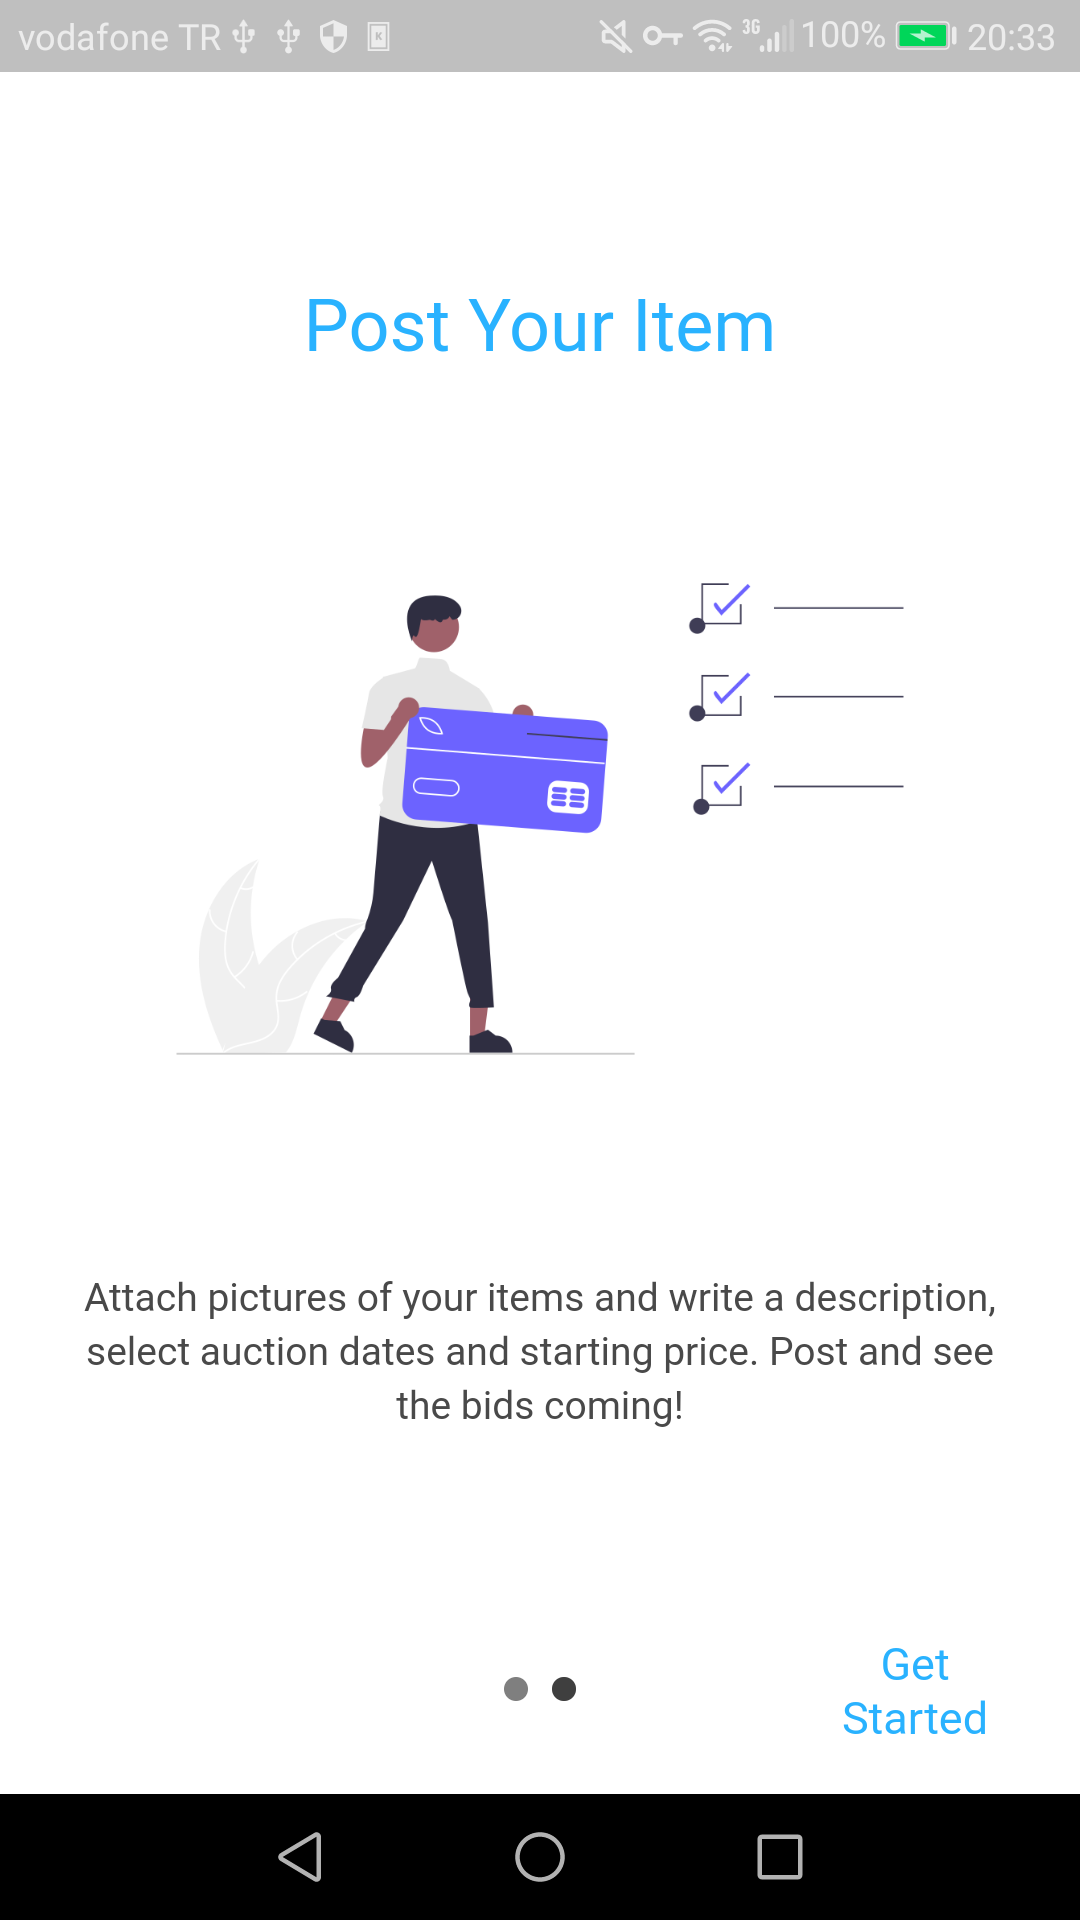 vodafone TR 3G 100% 20:33
Post Your Item
Attach pictures of your items and write a description,
select auction dates and starting price. Post and see
the bids coming!
Get
Started